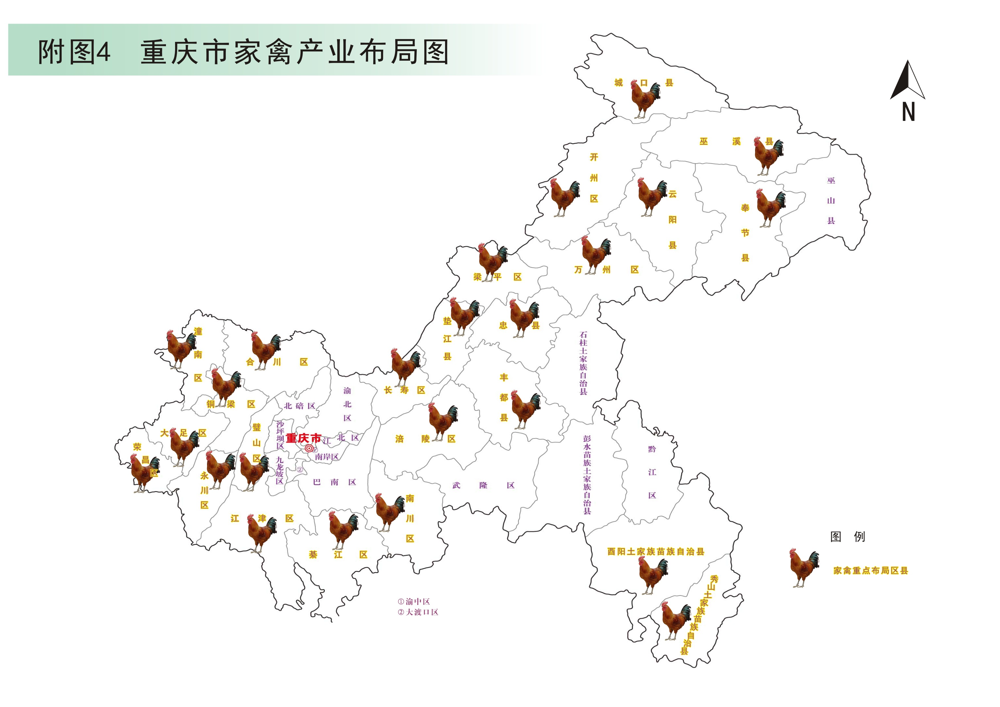 附图4 重庆市家禽产业布局图
N
城口县
巫溪县
开州区
巫山县
云阳县
奉节县
万州区
梁平区
垫江县
忠县
石柱土家族自治县
潼南区
合川区
丰都县
长寿区
渝北区
铜梁区
北碚区
璧山区
沙坪坝区
重庆市
江北区
①
涪陵区
大足区
荣昌区
南岸区
九龙坡区
②
永川区
巴南区
武隆区
彭水苗族土家族自治县
黔江区
南川区
江津区
綦江区
酉阳土家族苗族自治县
秀山土家族苗族自治县
图例
家禽重点布局区县
①渝中区
②大渡口区